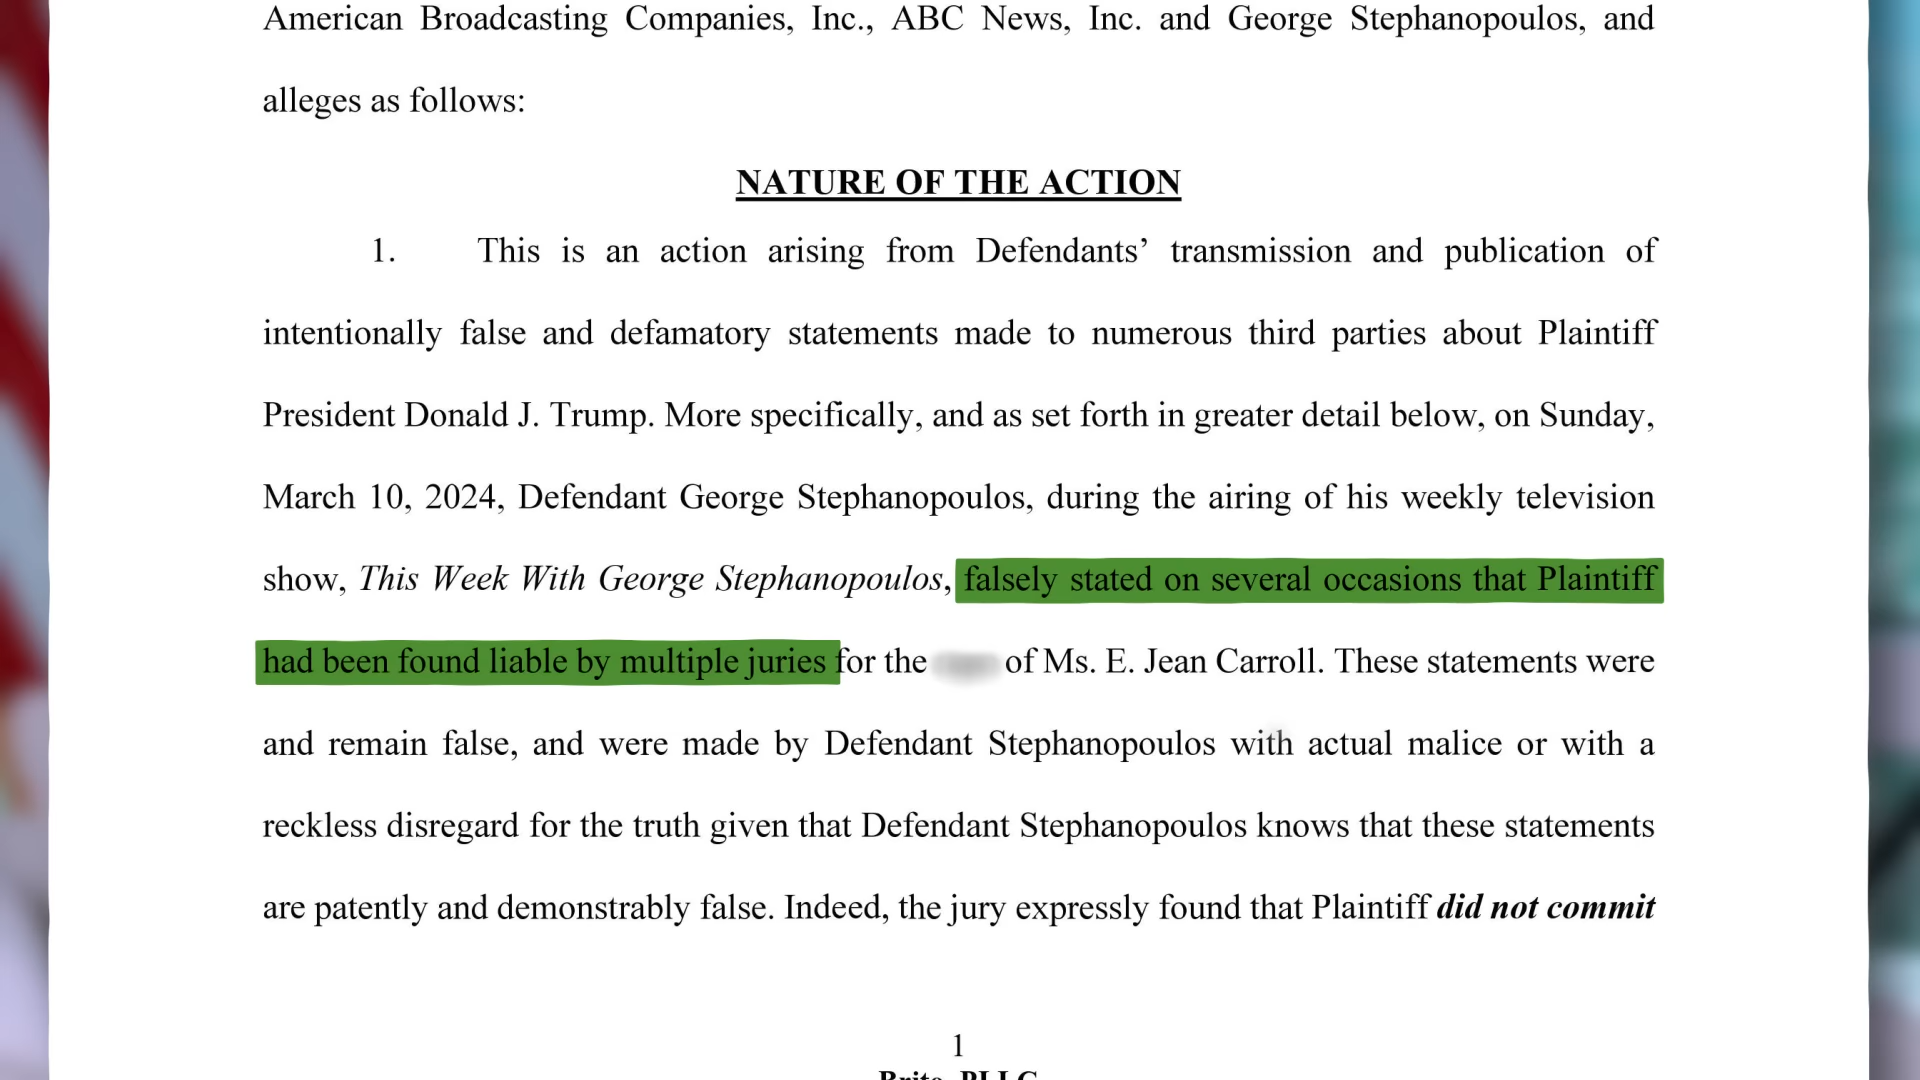 American Broadcasting Companies, Inc., ABC News, Inc. and George Stephanopoulos, and
alleges as follows:
NATURE OF THE ACTION
1. This is an action arising from Defendants’ transmission and publication of
intentionally false and defamatory statements made to numerous third parties about Plaintiff
President Donald J. Trump. More specifically, and as set forth in greater detail below, on Sunday,
March 10, 2024, Defendant George Stephanopoulos, during the airing of his weekly television
show, This Week With George Stephanopoulos, falsely stated on several occasions that Plaintiff
had been found liable by multiple juries for the of Ms. E. Jean Carroll. These statements were
and remain false, and were made by Defendant Stephanopoulos with actual malice or with a
reckless disregard for the truth given that Defendant Stephanopoulos knows that these statements
are patently and demonstrably false. Indeed, the jury expressly found that Plaintiff did not commit
1
Brito, PLLC